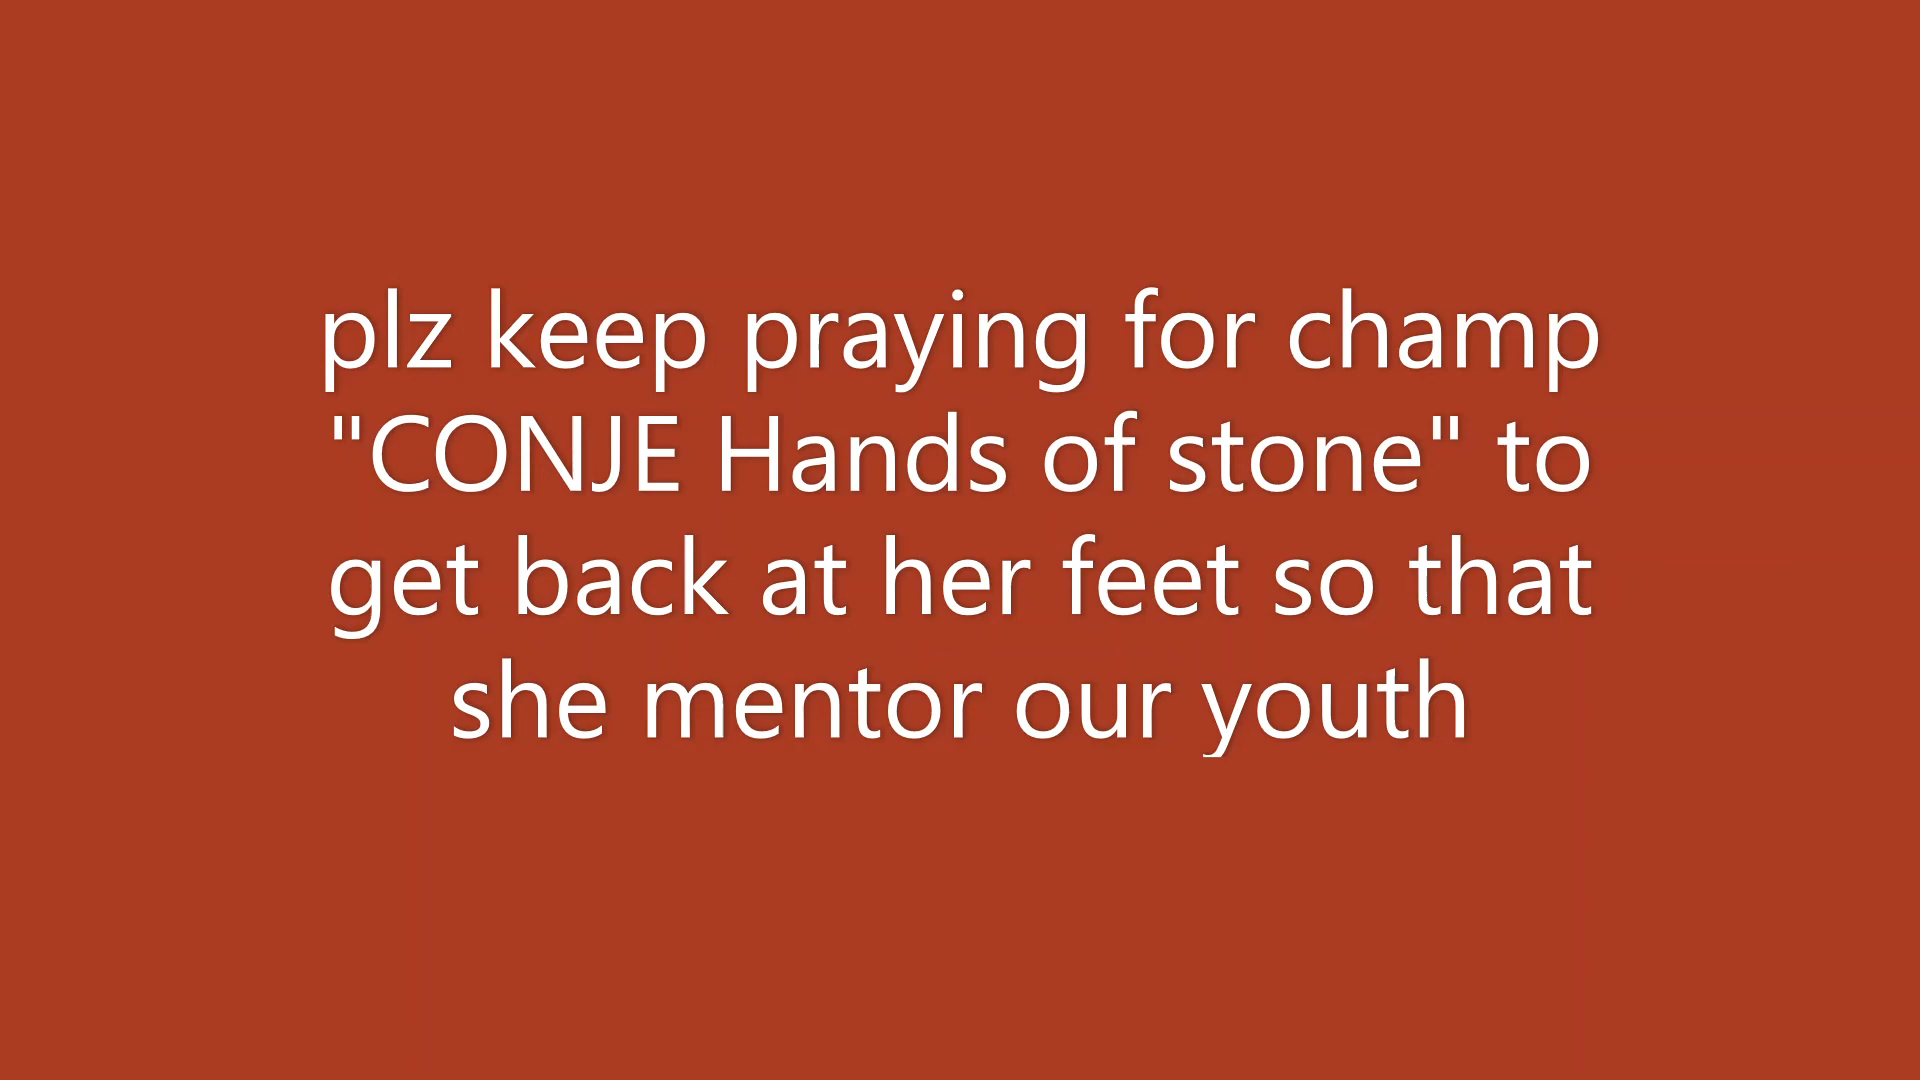 plz keep praying for champ
"CONJE Hands of stone" to
get back at her feet so that
she mentor our youth